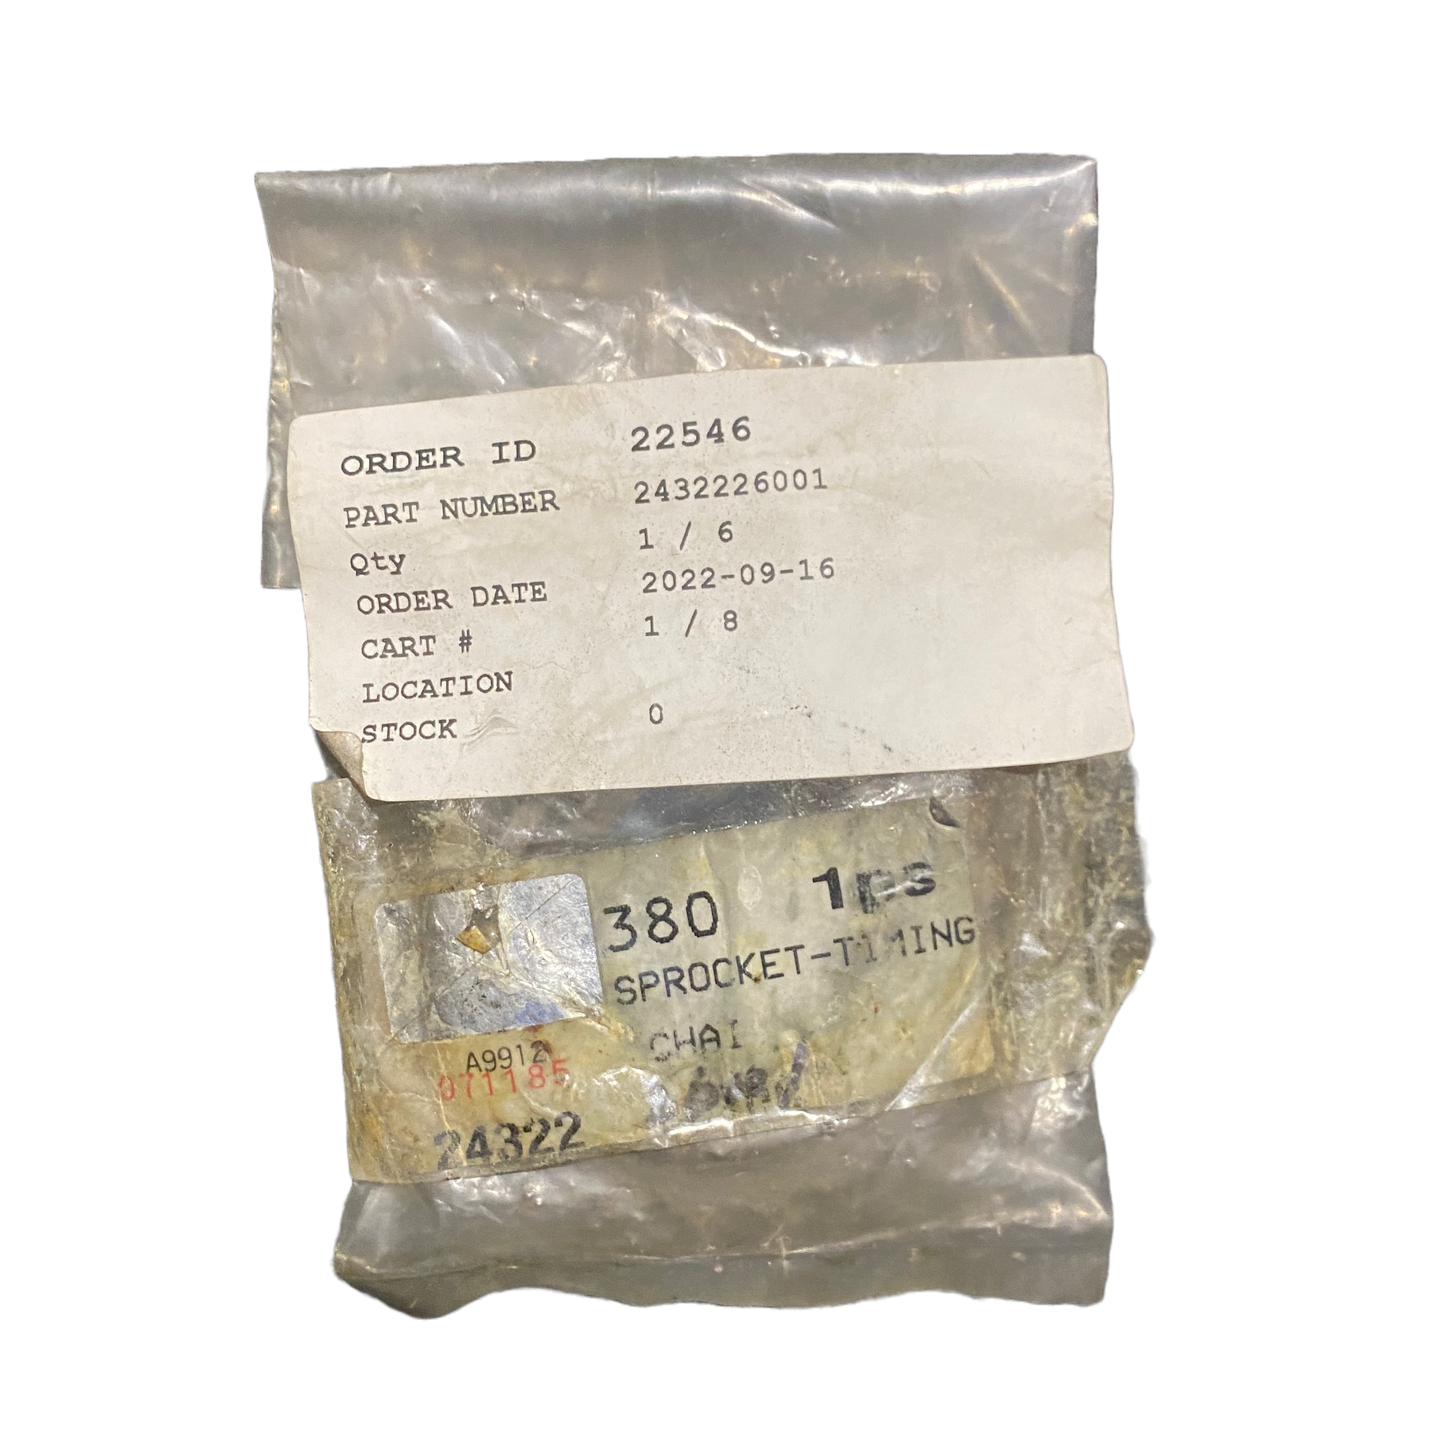 ORDER ID 22546
PART NUMBER 2432226001
Qty 1 / 6
ORDER DATE 2022-09-16
CART # 1 / 8
LOCATION
STOCK 0
380 1ps
SPROCKET-TIMING
CHAI
A9912
071185
24322